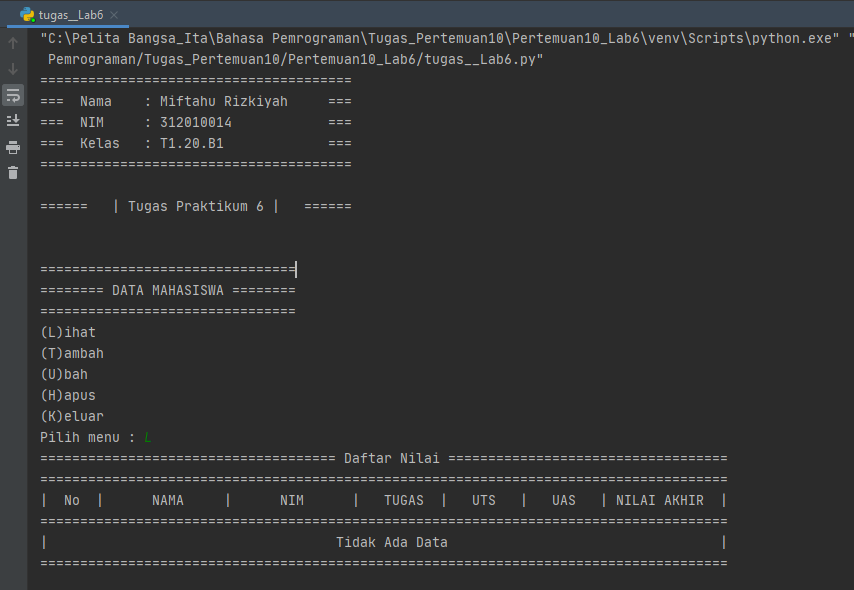 tugas__Lab6
"C:\Pelita Bangsa_Ita\Bahasa Pemrograman\Tugas_Pertemuan10\Pertemuan10_Lab6\venv\Scripts\python.exe" "
Pemrograman/Tugas_Pertemuan10/Pertemuan10_Lab6/tugas__Lab6.py"
=======================================
===  Nama    : Miftahu Rizkiyah     ===
===  NIM     : 312010014            ===
===  Kelas   : T1.20.B1             ===
=======================================
======   | Tugas Praktikum 6 |   ======
================================
======== DATA MAHASISWA ========
================================
(L)ihat
(T)ambah
(U)bah
(H)apus
(K)eluar
Pilih menu : L
===================================== Daftar Nilai ===================================
======================================================================================
|  No  |      NAMA     |      NIM      |   TUGAS  |   UTS   |   UAS   | NILAI AKHIR  |
======================================================================================
|                                    Tidak Ada Data                                  |
======================================================================================